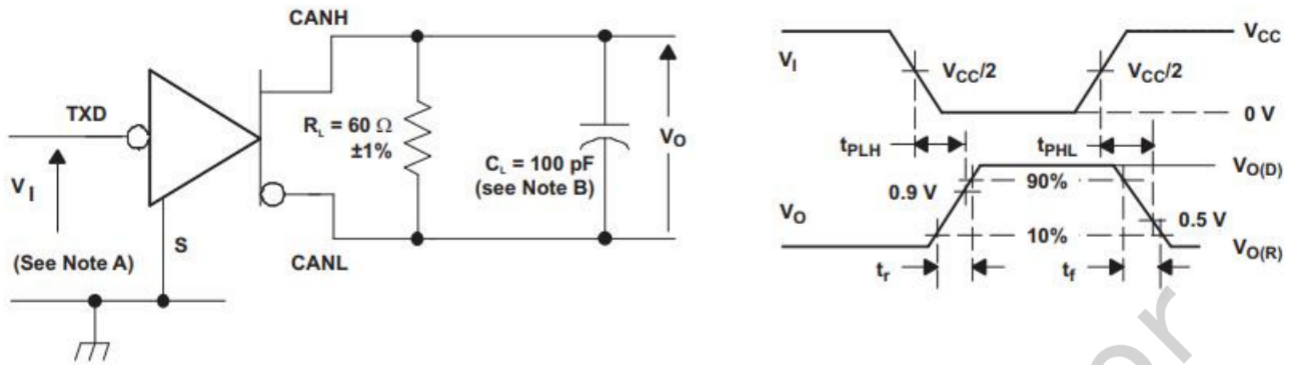 CANH
TXD
R_L = 60 Ω
±1%
C_L = 100 pF
(see Note B)
V_O
V_I
S
(See Note A)
CANL
V_I
V_CC
V_CC/2
V_CC/2
0 V
t_PLH
t_PHL
V_O(D)
90%
0.9 V
V_O
0.5 V
10%
V_O(R)
t_r
t_f
or